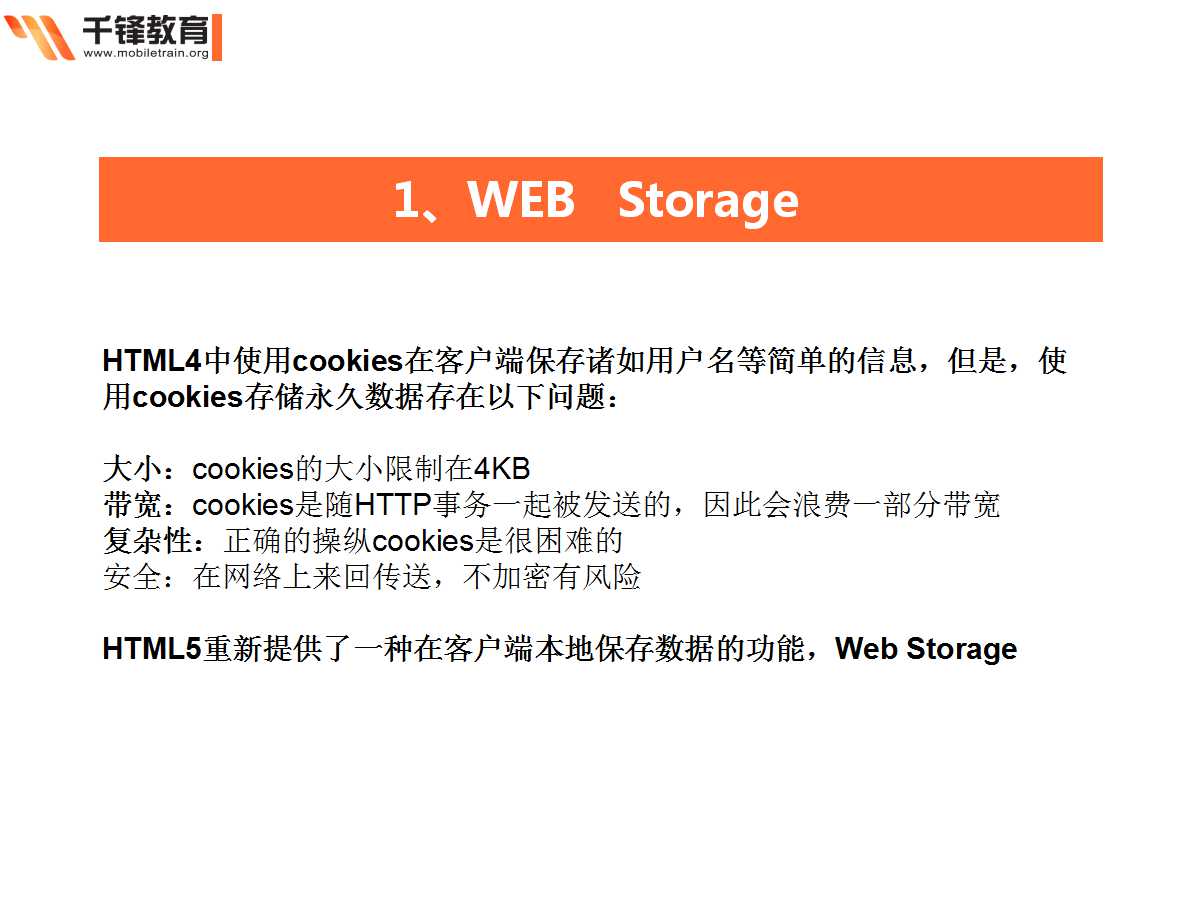 千锋教育
www.mobiletrain.org
1、WEB Storage
HTML4中使用cookies在客户端保存诸如用户名等简单的信息，但是，使
用cookies存储永久数据存在以下问题：
大小：cookies的大小限制在4KB
带宽：cookies是随HTTP事务一起被发送的，因此会浪费一部分带宽
复杂性：正确的操纵cookies是很困难的
安全：在网络上来回传送，不加密有风险
HTML5重新提供了一种在客户端本地保存数据的功能，Web Storage